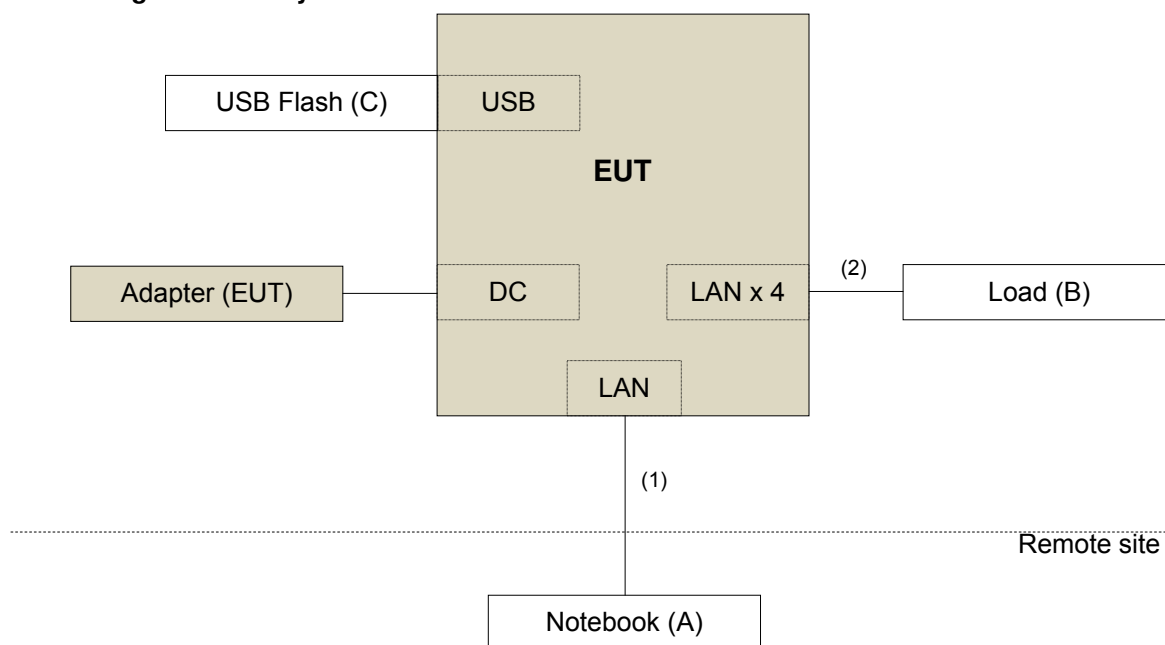 USB Flash (C)
USB
EUT
Adapter (EUT)
DC
LAN x 4
(2)
Load (B)
LAN
(1)
Remote site
Notebook (A)